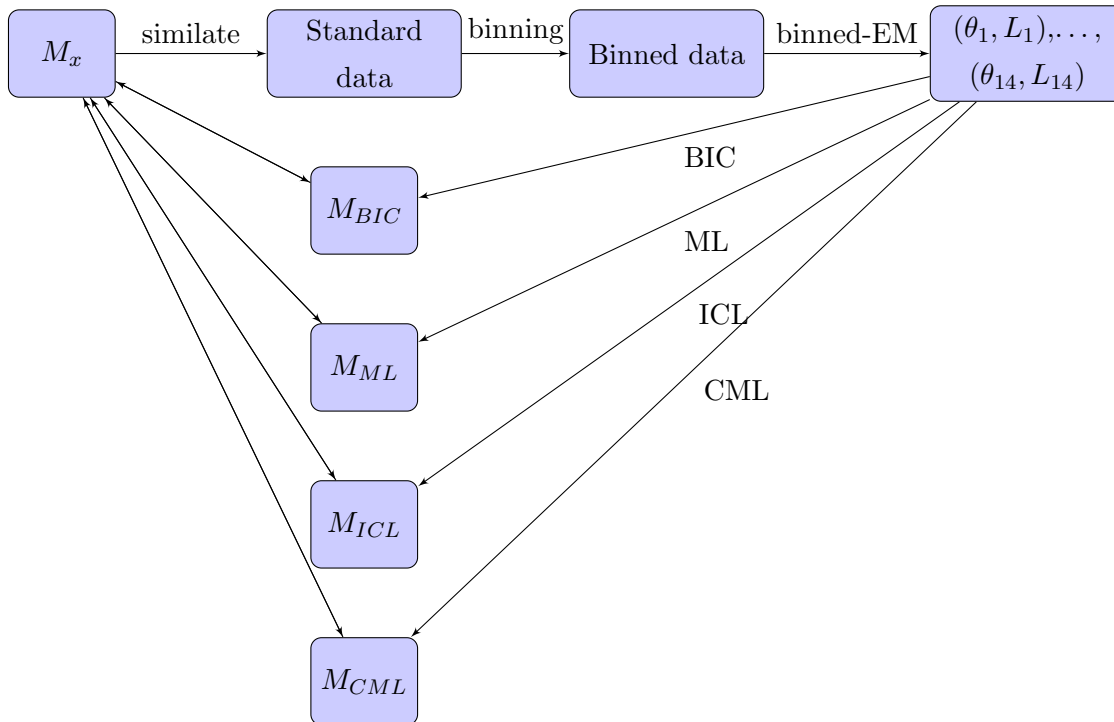 M_x
similate
Standard
data
binning
Binned data
binned-EM
(θ_1, L_1),...,
(θ_14, L_14)
BIC
M_BIC
ML
ICL
M_ML
CML
M_ICL
M_CML